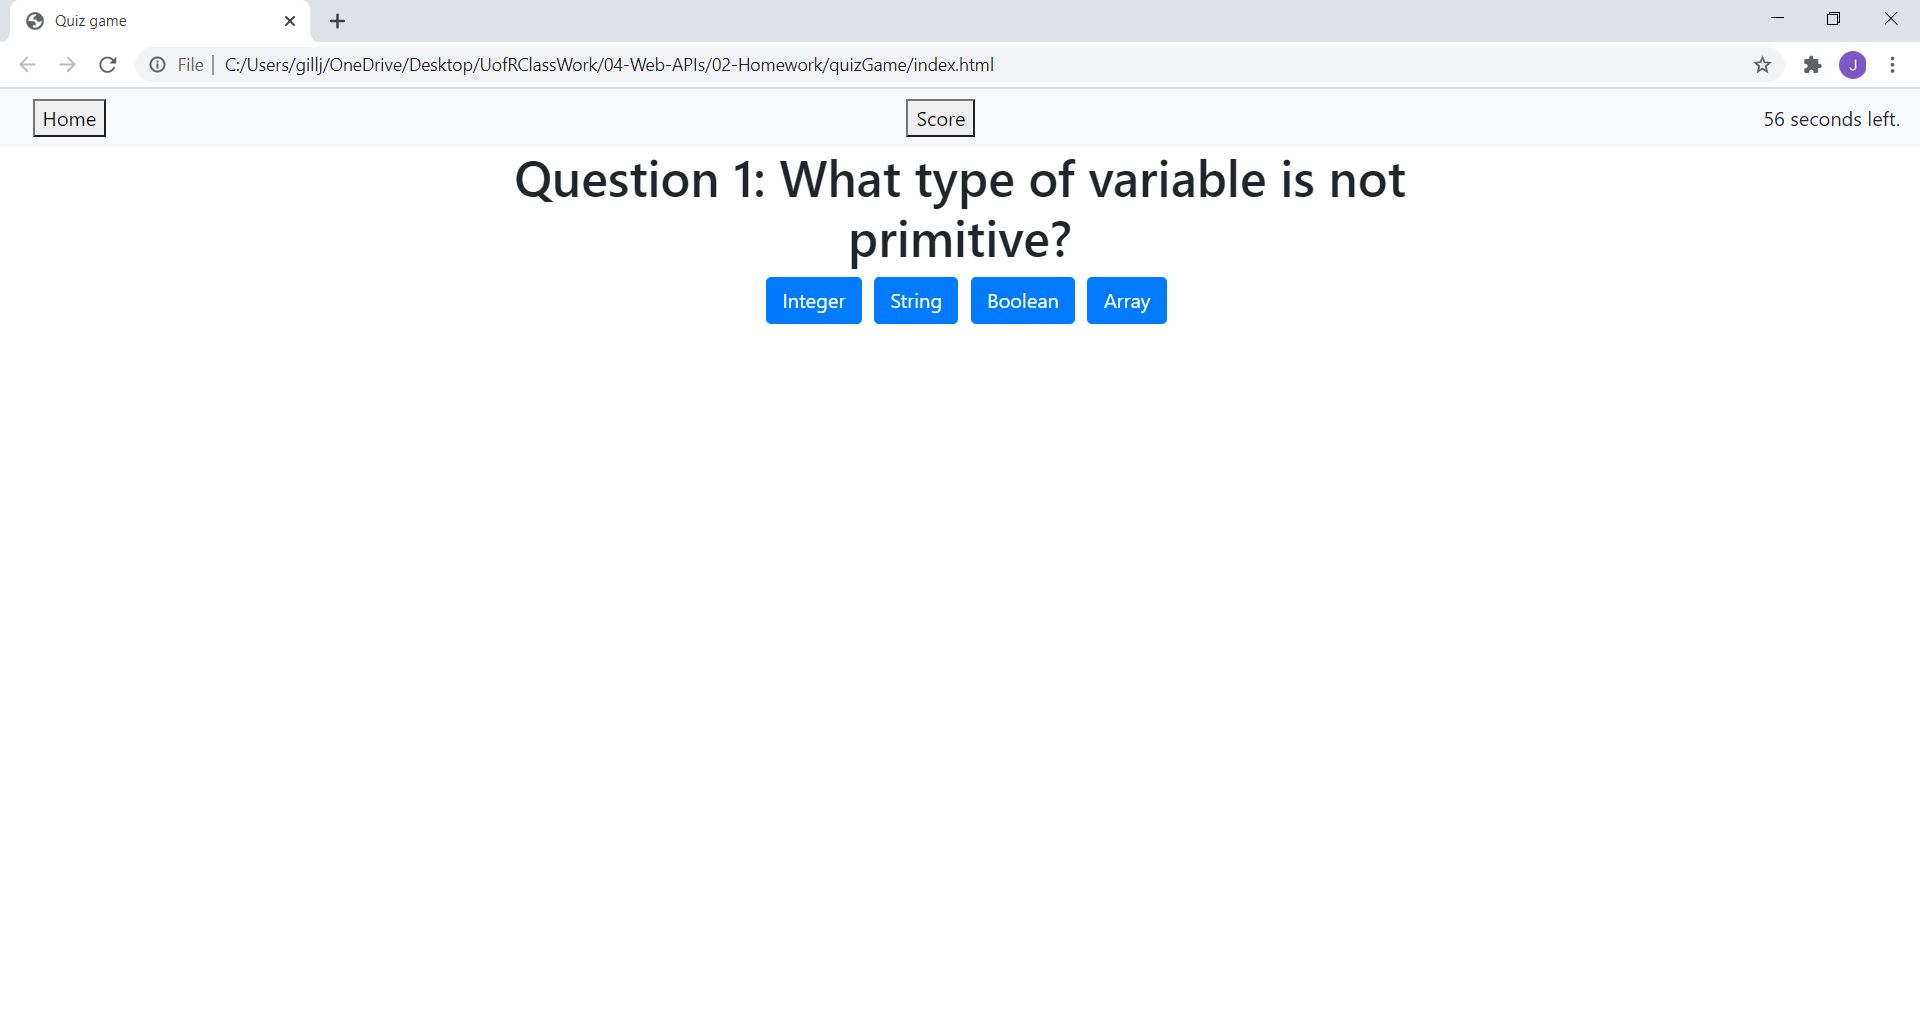 Quiz game
File | C:/Users/gillj/OneDrive/Desktop/UofRClassWork/04-Web-APIs/02-Homework/quizGame/index.html
J
Home Score 56 seconds left.
Question 1: What type of variable is not
primitive?
Integer String Boolean Array